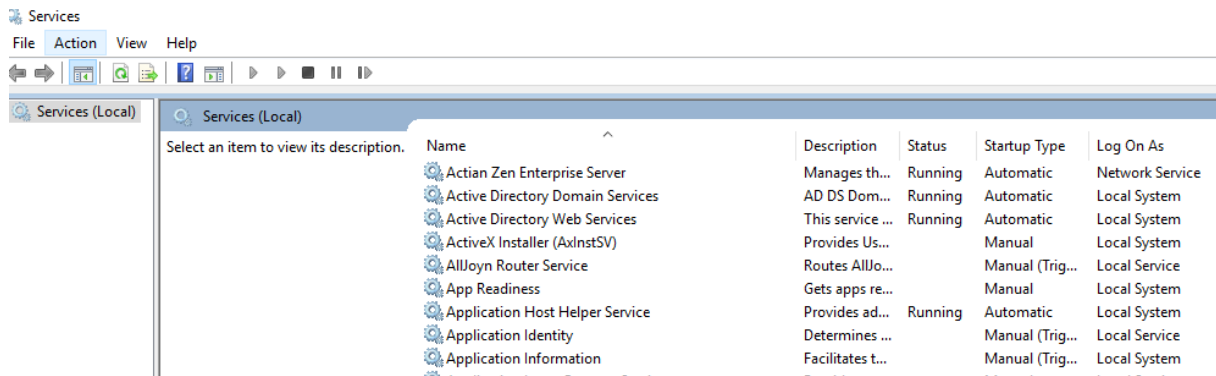 Services
File Action View Help
Services (Local)
Services (Local)
Select an item to view its description.
Name Description Status Startup Type Log On As
Actian Zen Enterprise Server Manages th... Running Automatic Network Service
Active Directory Domain Services AD DS Dom... Running Automatic Local System
Active Directory Web Services This service ... Running Automatic Local System
ActiveX Installer (AxInstSV) Provides Us... Manual Local System
AllJoyn Router Service Routes AllJo... Manual (Trig... Local Service
App Readiness Gets apps re... Manual Local System
Application Host Helper Service Provides ad... Running Automatic Local System
Application Identity Determines ... Manual (Trig... Local Service
Application Information Facilitates t... Manual (Trig... Local System